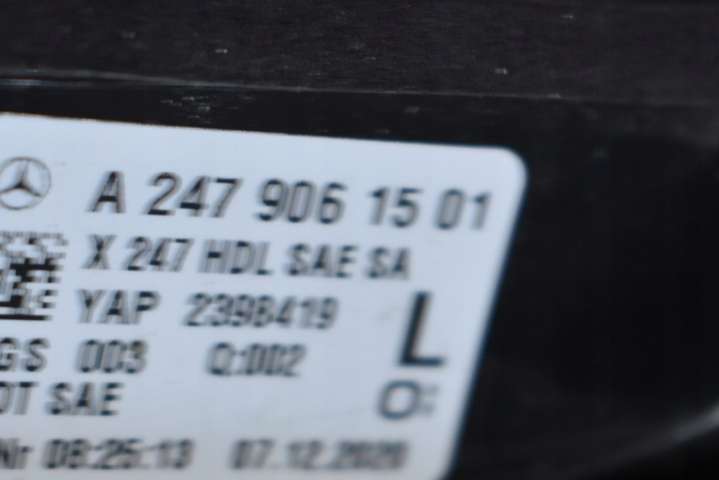 A 247 906 15 01
X 247 HDL SAE SA
YAP 2398419
L
GS 003 Q:002
OT SAE
Nr 08:25:13 07.12.2020